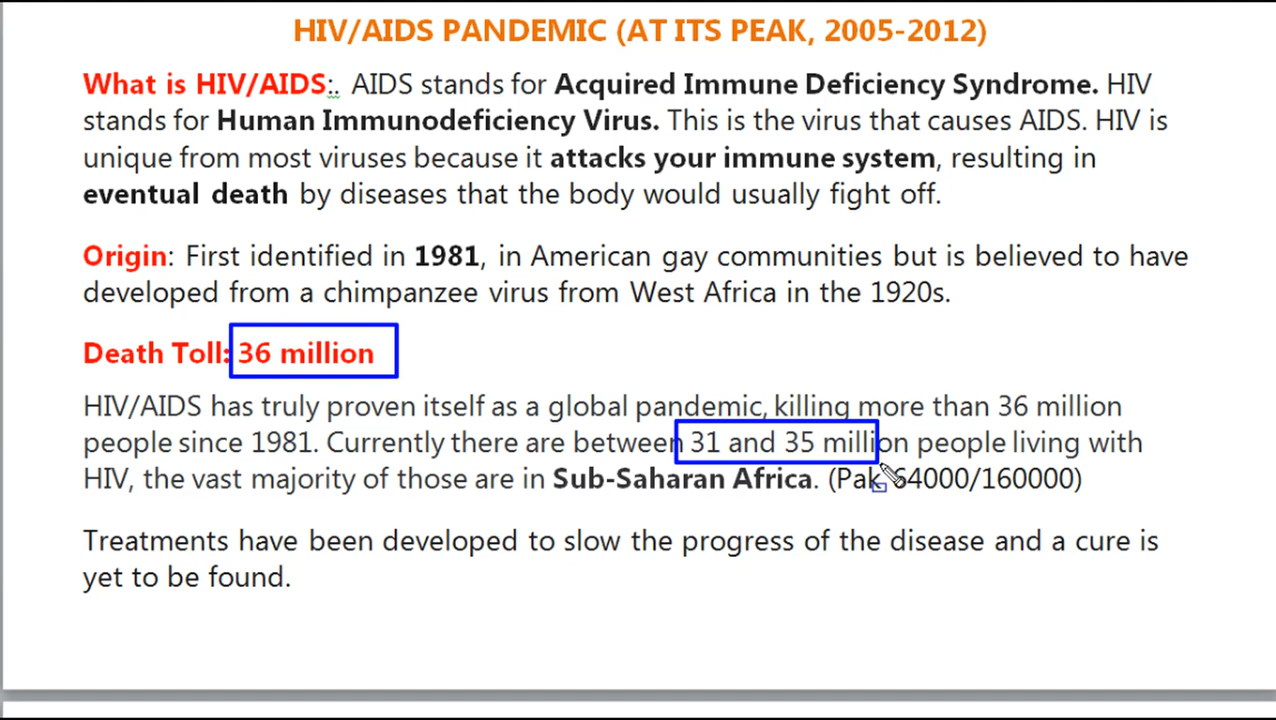 HIV/AIDS PANDEMIC (AT ITS PEAK, 2005-2012)
What is HIV/AIDS:. AIDS stands for Acquired Immune Deficiency Syndrome. HIV
stands for Human Immunodeficiency Virus. This is the virus that causes AIDS. HIV is
unique from most viruses because it attacks your immune system, resulting in
eventual death by diseases that the body would usually fight off.
Origin: First identified in 1981, in American gay communities but is believed to have
developed from a chimpanzee virus from West Africa in the 1920s.
Death Toll: 36 million
HIV/AIDS has truly proven itself as a global pandemic, killing more than 36 million
people since 1981. Currently there are between 31 and 35 million people living with
HIV, the vast majority of those are in Sub-Saharan Africa. (Pak 64000/160000)
Treatments have been developed to slow the progress of the disease and a cure is
yet to be found.